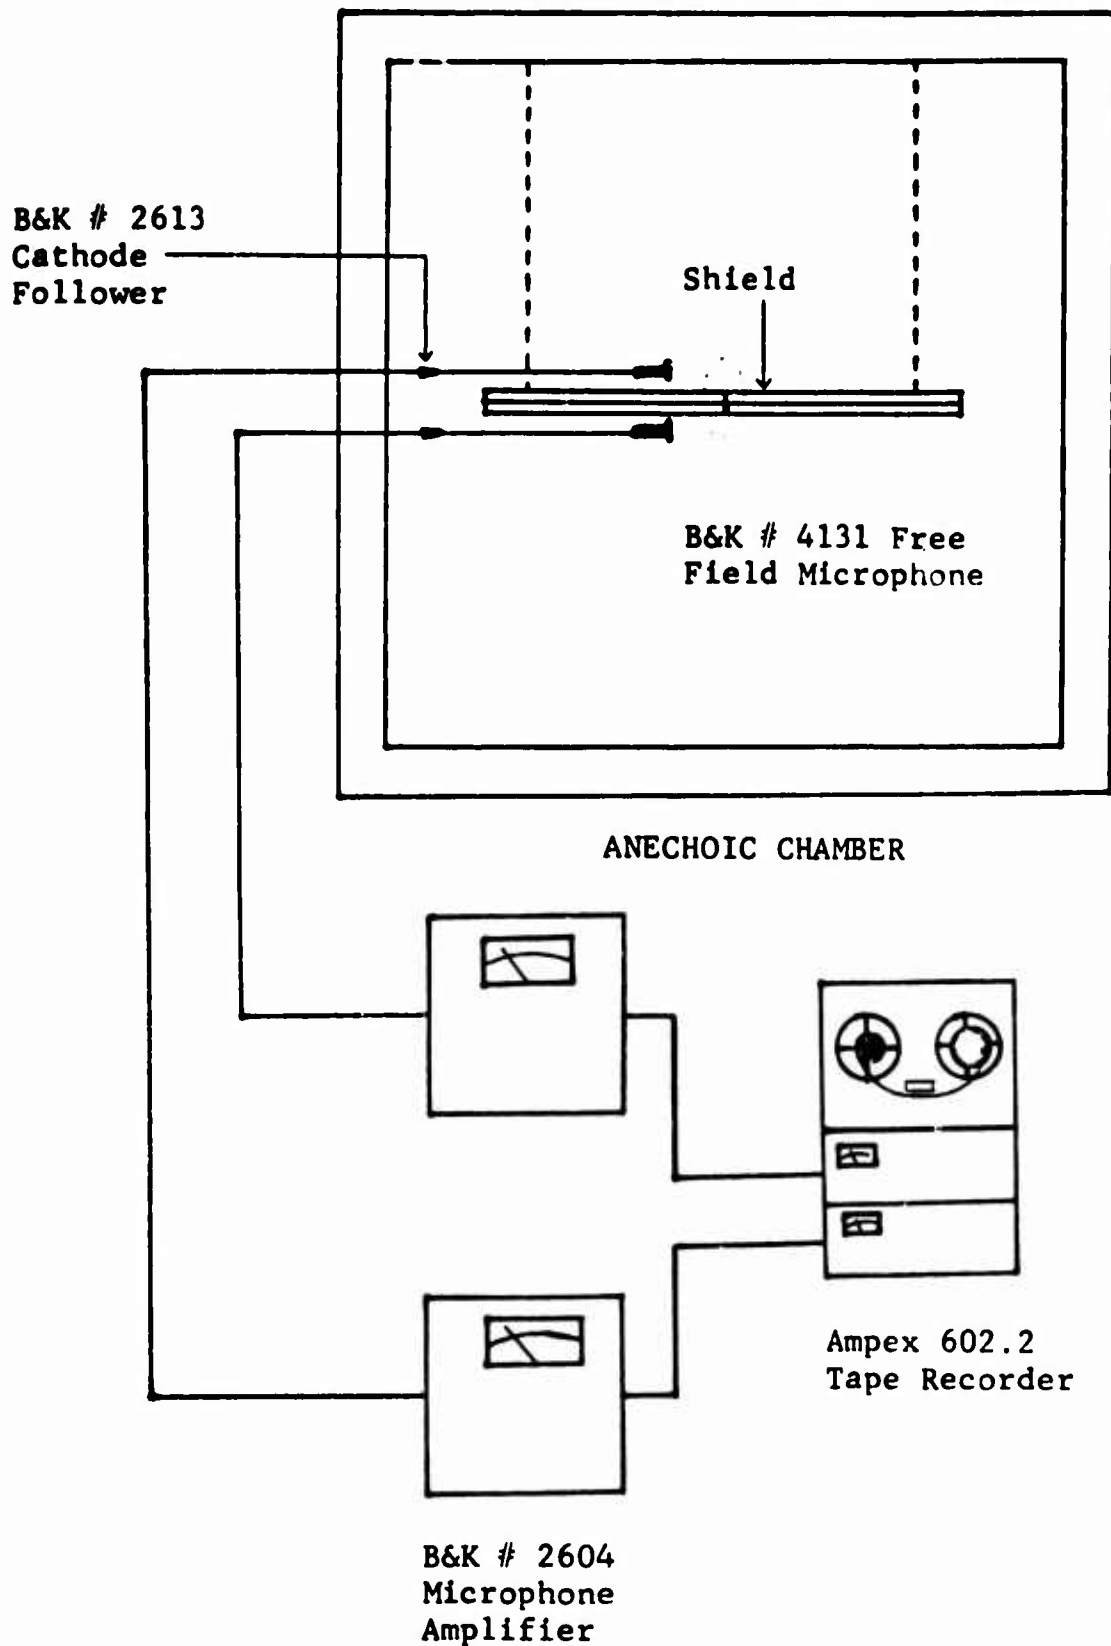 B&K # 2613
Cathode
Follower
Shield
B&K # 4131 Free
Field Microphone
ANECHOIC CHAMBER
Ampex 602.2
Tape Recorder
B&K # 2604
Microphone
Amplifier